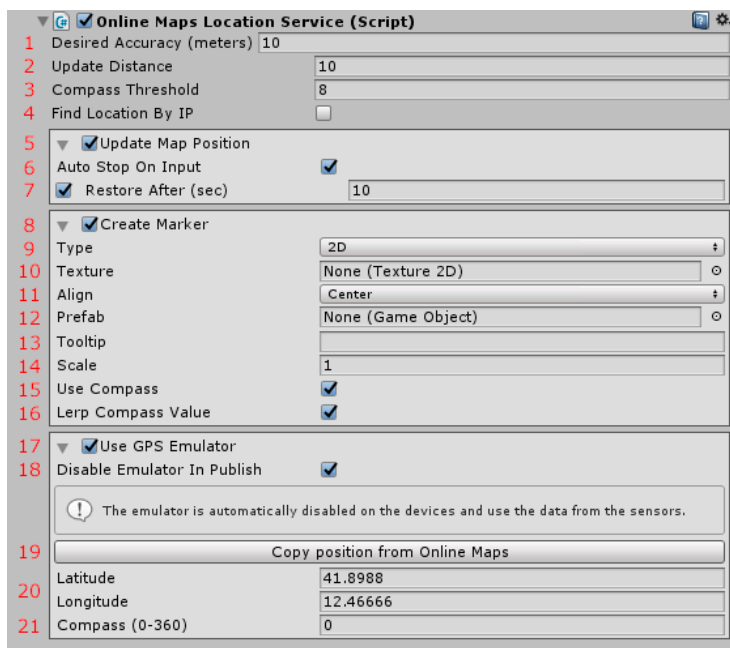 Online Maps Location Service (Script)
1 Desired Accuracy (meters) 10
2 Update Distance 10
3 Compass Threshold 8
4 Find Location By IP
5 Update Map Position
6 Auto Stop On Input
7 Restore After (sec) 10
8 Create Marker
9 Type 2D
10 Texture None (Texture 2D)
11 Align Center
12 Prefab None (Game Object)
13 Tooltip
14 Scale 1
15 Use Compass
16 Lerp Compass Value
17 Use GPS Emulator
18 Disable Emulator In Publish
The emulator is automatically disabled on the devices and use the data from the sensors.
19 Copy position from Online Maps
Latitude 41.8988
20
Longitude 12.46666
21 Compass (0-360) 0